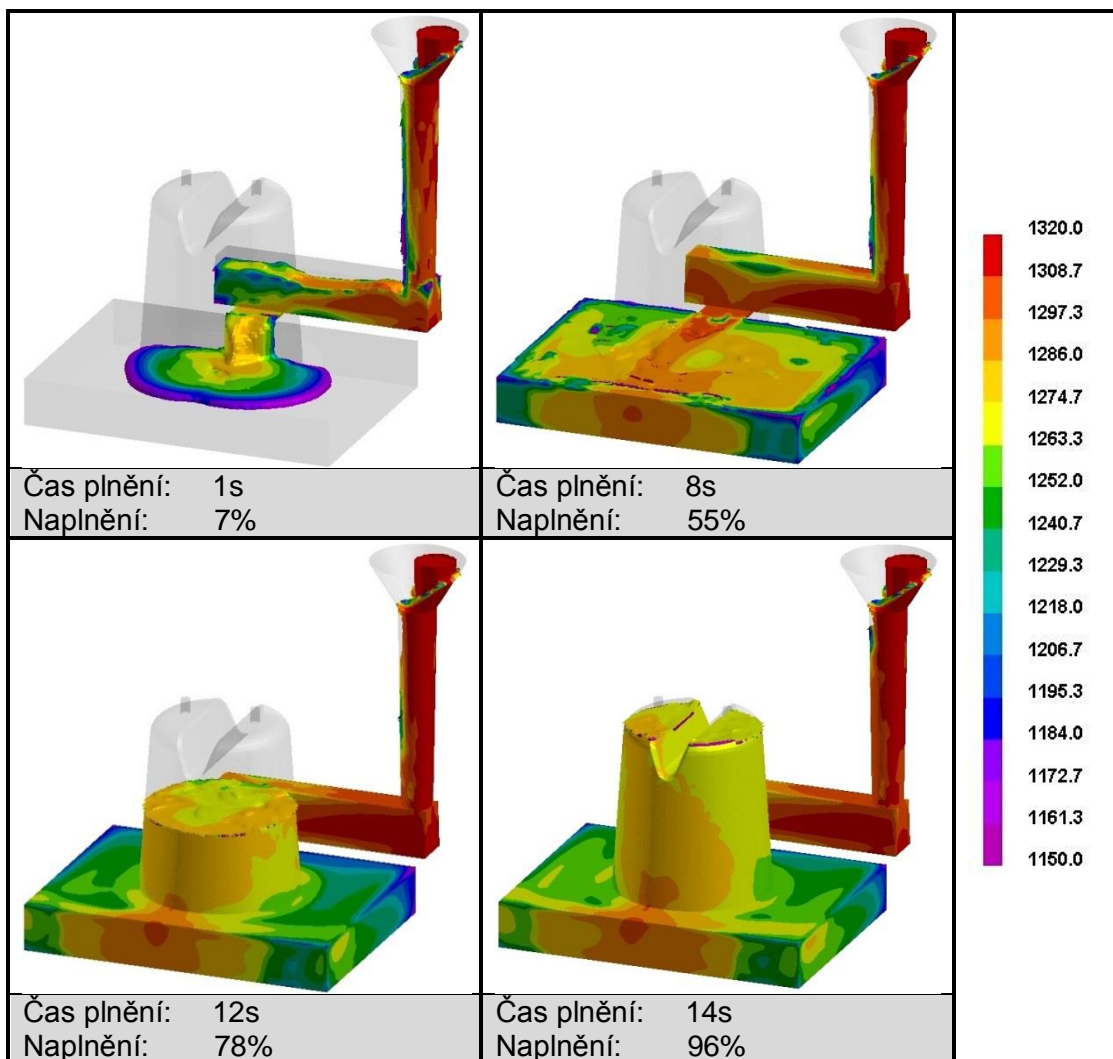 Čas plnění: 1s
Naplnění: 7%
Čas plnění: 8s
Naplnění: 55%
Čas plnění: 12s
Naplnění: 78%
Čas plnění: 14s
Naplnění: 96%
1320.0
1308.7
1297.3
1286.0
1274.7
1263.3
1252.0
1240.7
1229.3
1218.0
1206.7
1195.3
1184.0
1172.7
1161.3
1150.0